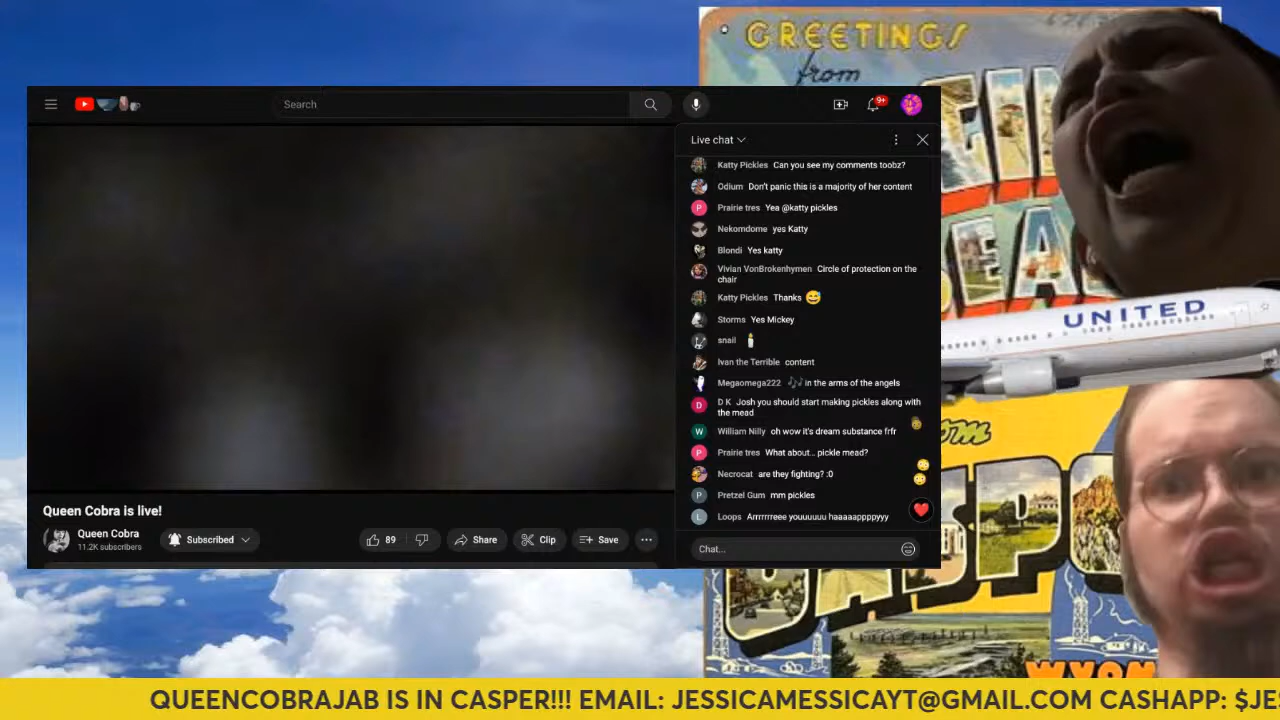 GREETINGS
from
Search
9+
Live chat
Katty Pickles Can you see my comments toobz?
Odium Don't panic this is a majority of her content
P Prairie tres Yea @katty pickles
Nekomdome yes Katty
Blondi Yes katty
Vivian VonBrokenhymen Circle of protection on the
chair
Katty Pickles Thanks 😅
Storms Yes Mickey
snail 🕯️
Ivan the Terrible content
Megaomega222 🎶 in the arms of the angels
D D K Josh you should start making pickles along with
the mead
W William Nilly oh wow it's dream substance frfr
P Prairie tres What about… pickle mead?
Necrocat are they fighting? :0
P Pretzel Gum mm pickles
L Loops Arrrrrrreee youuuuuu haaaaappppyyy
Chat...
Queen Cobra is live!
Queen Cobra
11.2K subscribers
Subscribed
89
Share
Clip
Save
UNITED
QUEENCOBRAJAB IS IN CASPER!!! EMAIL: JESSICAMESSICAYT@GMAIL.COM CASHAPP: $JES